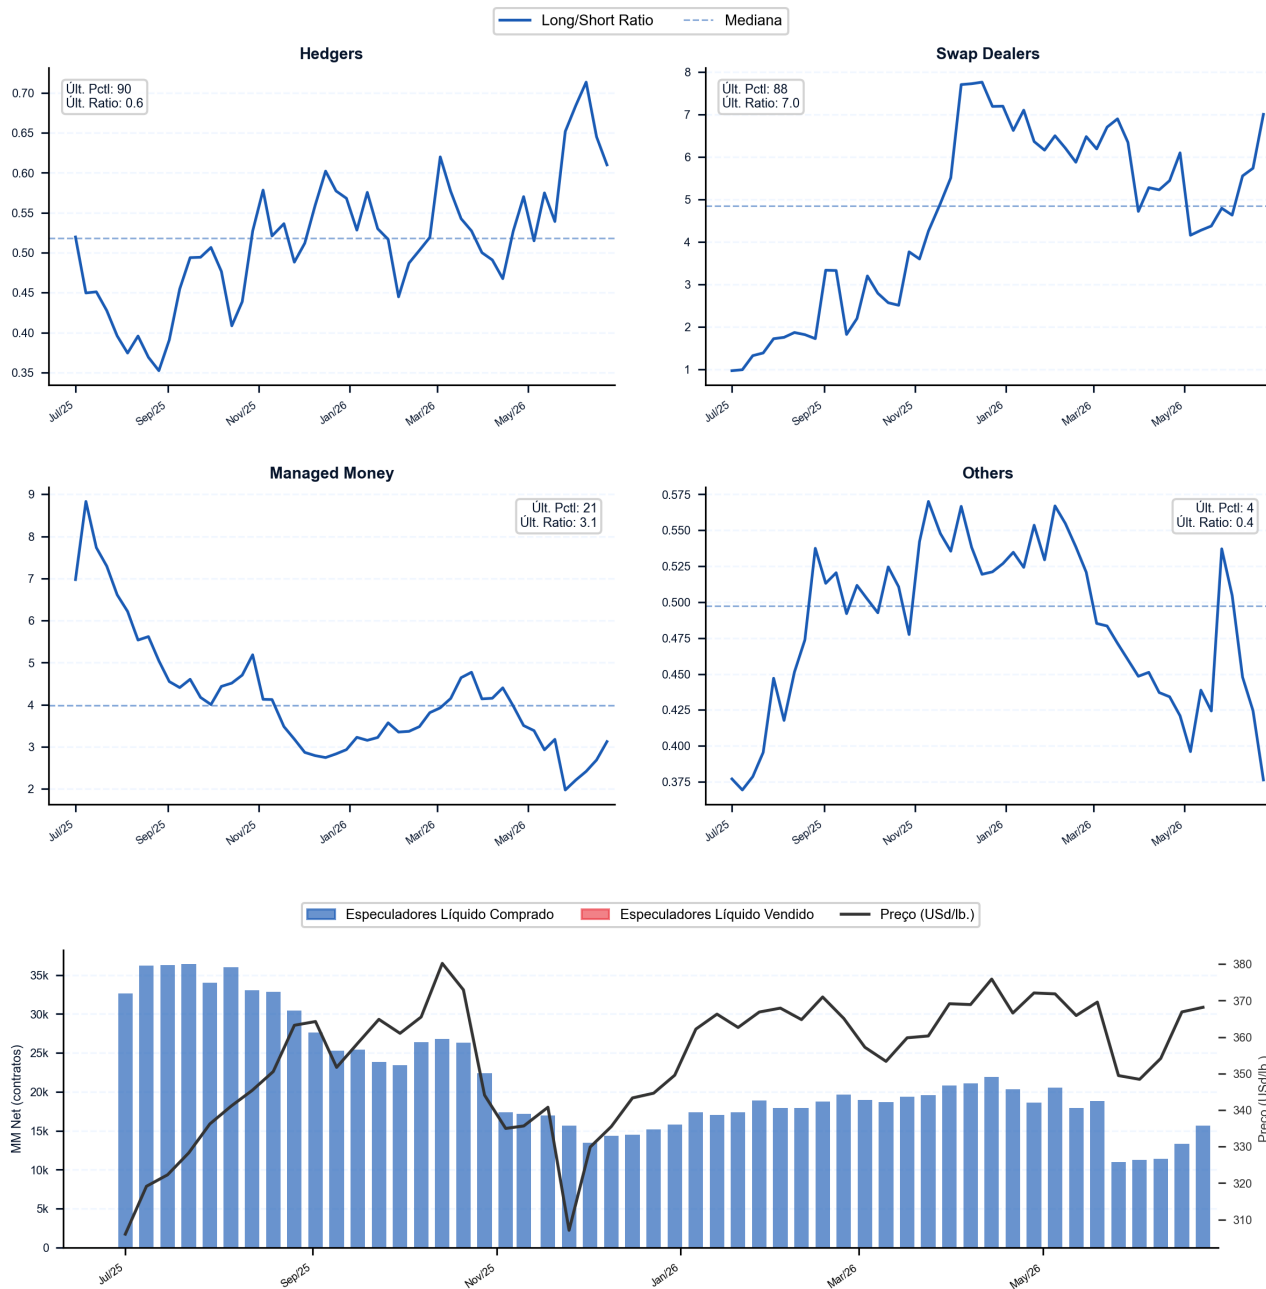 Long/Short Ratio
Mediana
Hedgers
Últ. Pctl: 90
Últ. Ratio: 0.6
0.70
0.65
0.60
0.55
0.50
0.45
0.40
0.35
Jul/25
Sep/25
Nov/25
Jan/26
Mar/26
May/26
Swap Dealers
Últ. Pctl: 88
Últ. Ratio: 7.0
8
7
6
5
4
3
2
1
Jul/25
Sep/25
Nov/25
Jan/26
Mar/26
May/26
Managed Money
Últ. Pctl: 21
Últ. Ratio: 3.1
9
8
7
6
5
4
3
2
Jul/25
Sep/25
Nov/25
Jan/26
Mar/26
May/26
Others
Últ. Pctl: 4
Últ. Ratio: 0.4
0.575
0.550
0.525
0.500
0.475
0.450
0.425
0.400
0.375
Jul/25
Sep/25
Nov/25
Jan/26
Mar/26
May/26
Especuladores Líquido Comprado
Especuladores Líquido Vendido
Preço (USd/lb.)
MM Net (contratos)
35k
30k
25k
20k
15k
10k
5k
0
Jul/25
Sep/25
Nov/25
Jan/26
Mar/26
May/26
380
370
360
350
340
330
320
310
Preço (USd/lb.)